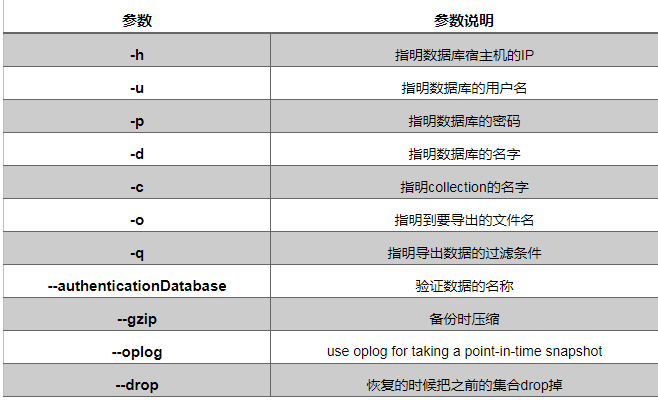 参数 参数说明
-h 指明数据库宿主机的IP
-u 指明数据库的用户名
-p 指明数据库的密码
-d 指明数据库的名字
-c 指明collection的名字
-o 指明到要导出的文件名
-q 指明导出数据的过滤条件
--authenticationDatabase 验证数据的名称
--gzip 备份时压缩
--oplog use oplog for taking a point-in-time snapshot
--drop 恢复的时候把之前的集合drop掉